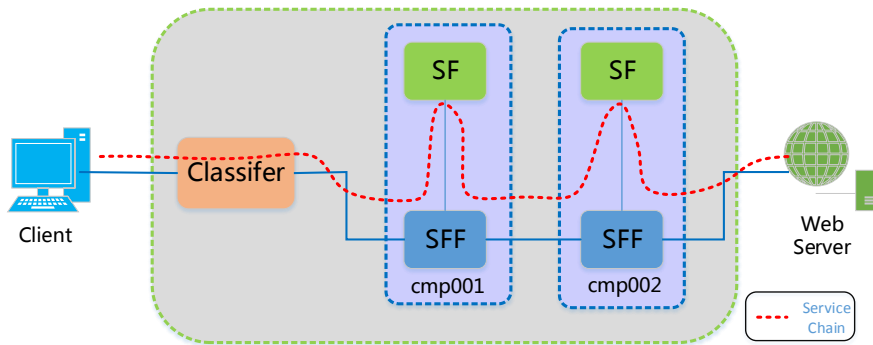 SF
SF
Classifer
Client
SFF
SFF
cmp001
cmp002
Web
Server
Service
Chain